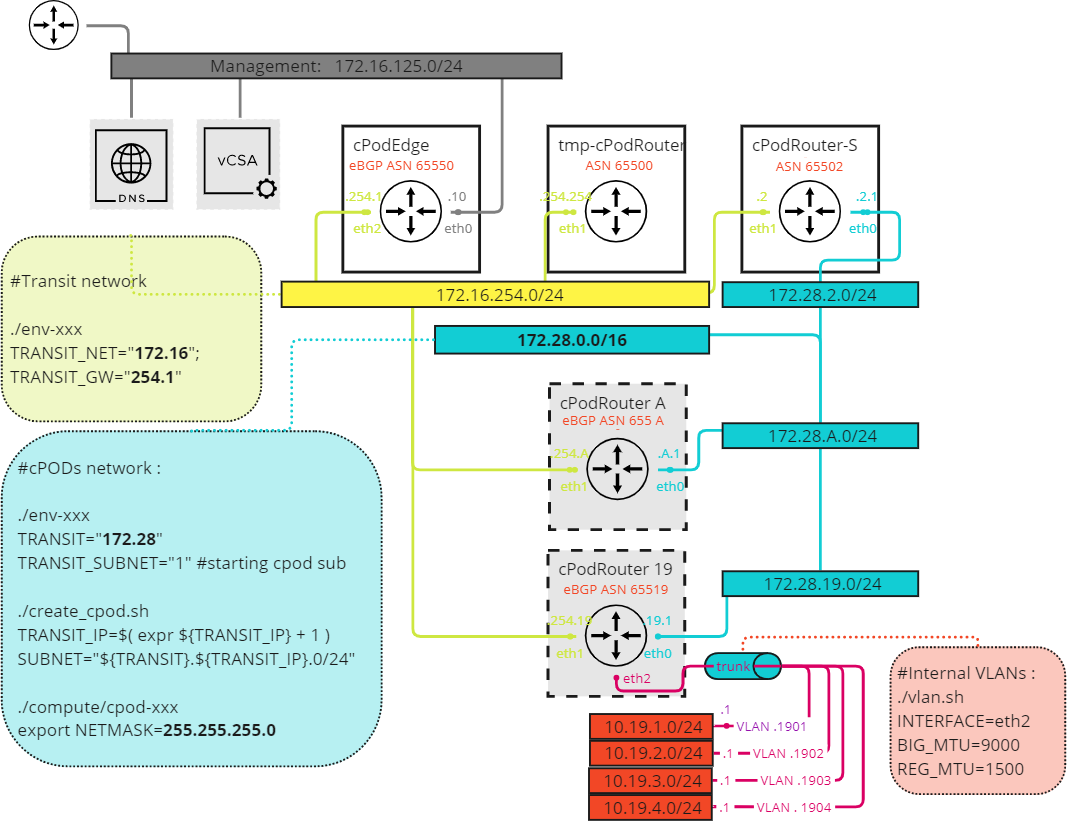 Management: 172.16.125.0/24
DNS
vCSA
cPodEdge
eBGP ASN 65550
.254.1
.10
eth2
eth0
tmp-cPodRouter
ASN 65500
.254.254
eth1
cPodRouter-S
ASN 65502
.2
.2.1
eth1
eth0
172.16.254.0/24
172.28.2.0/24
172.28.0.0/16
#Transit network
./env-xxx
TRANSIT_NET="172.16";
TRANSIT_GW="254.1"
cPodRouter A
eBGP ASN 655 A
-
.254.A
.A.1
eth1
eth0
172.28.A.0/24
#cPODs network :
./env-xxx
TRANSIT="172.28"
TRANSIT_SUBNET="1" #starting cpod sub
./create_cpod.sh
TRANSIT_IP=$( expr ${TRANSIT_IP} + 1 )
SUBNET="${TRANSIT}.${TRANSIT_IP}.0/24"
./compute/cpod-xxx
export NETMASK=255.255.255.0
cPodRouter 19
eBGP ASN 65519
.254.19
19.1
eth1
eth0
eth2
172.28.19.0/24
trunk
#Internal VLANs :
./vlan.sh
INTERFACE=eth2
BIG_MTU=9000
REG_MTU=1500
10.19.1.0/24 .1 VLAN .1901
10.19.2.0/24 .1 VLAN .1902
10.19.3.0/24 .1 VLAN .1903
10.19.4.0/24 .1 VLAN . 1904